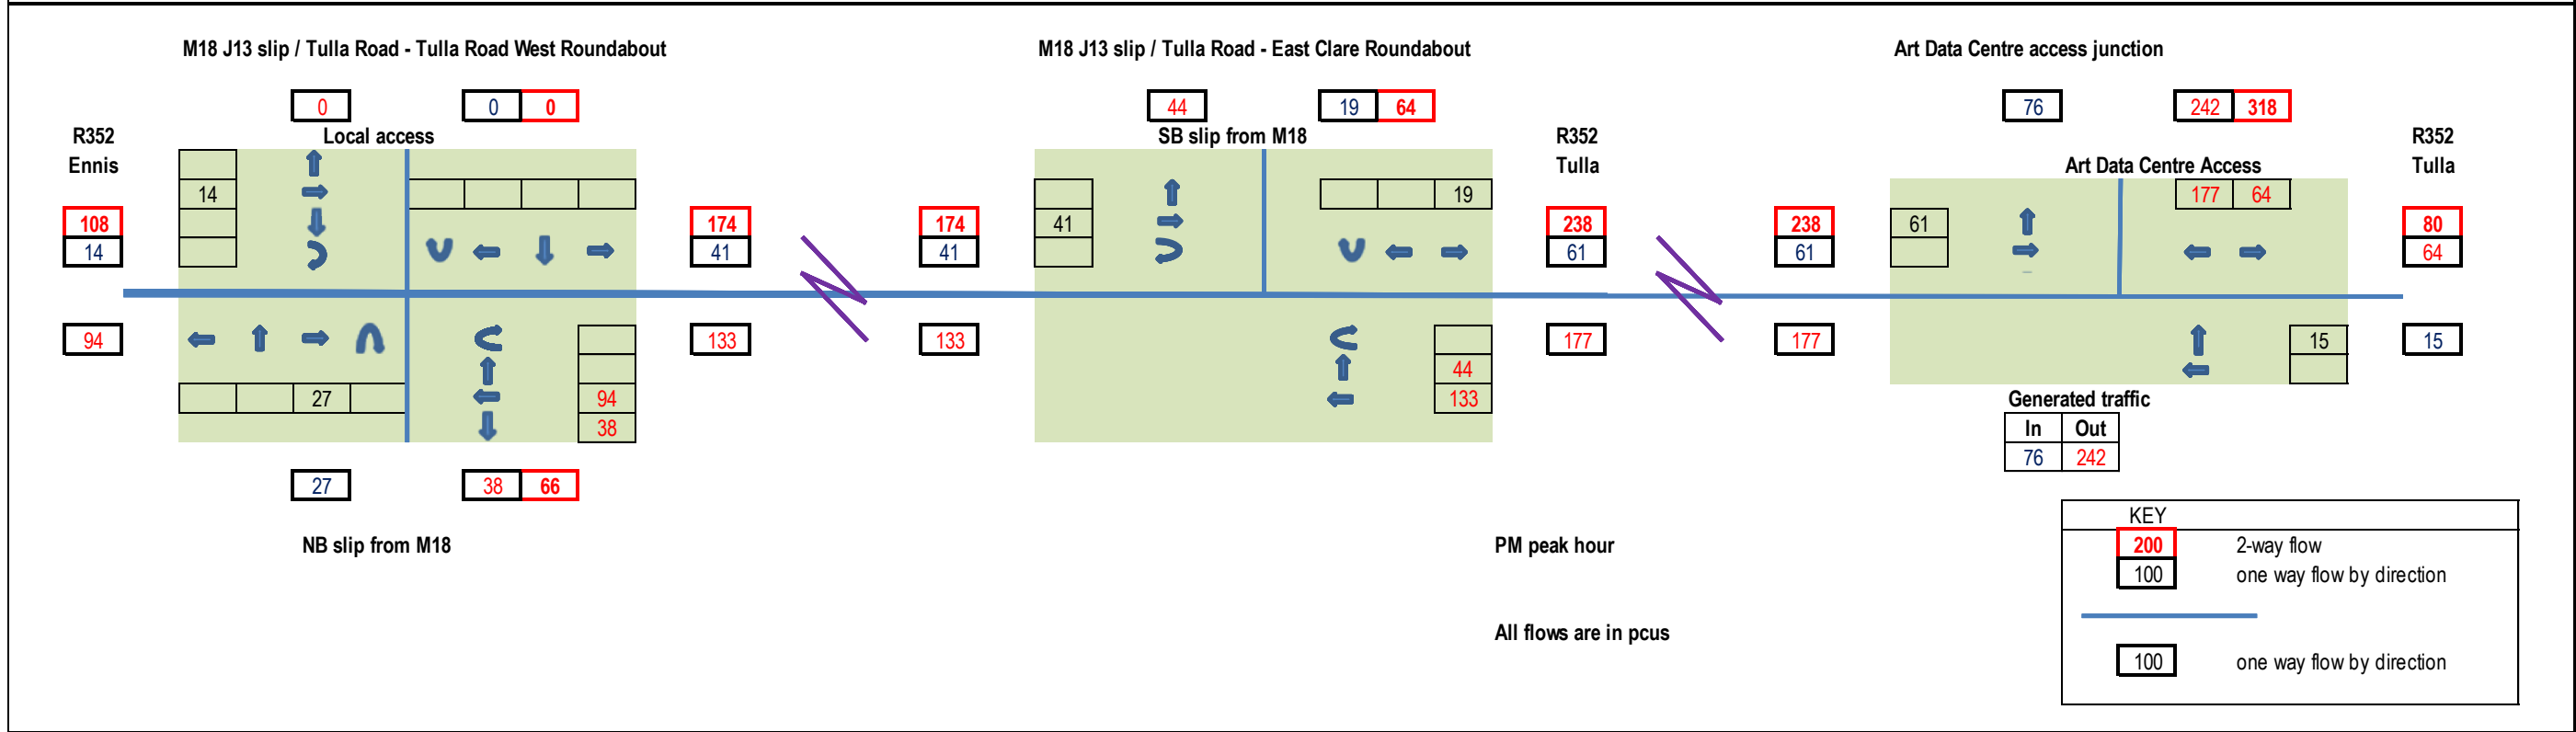 M18 J13 slip / Tulla Road - Tulla Road West Roundabout M18 J13 slip / Tulla Road - East Clare Roundabout Art Data Centre access junction
0 0 0 44 19 64 76 242 318
R352 Local access SB slip from M18 R352 R352
Ennis Tulla Art Data Centre Access Tulla
14 19 177 64
108 174 174 41 238 238 61 80
14 41 41 61 61 64
94 133 133 177 177 15 15
44
27 94 133 Generated traffic
38 In Out
76 242
27 38 66
KEY
NB slip from M18 PM peak hour 200 2-way flow
100 one way flow by direction
All flows are in pcus
100 one way flow by direction